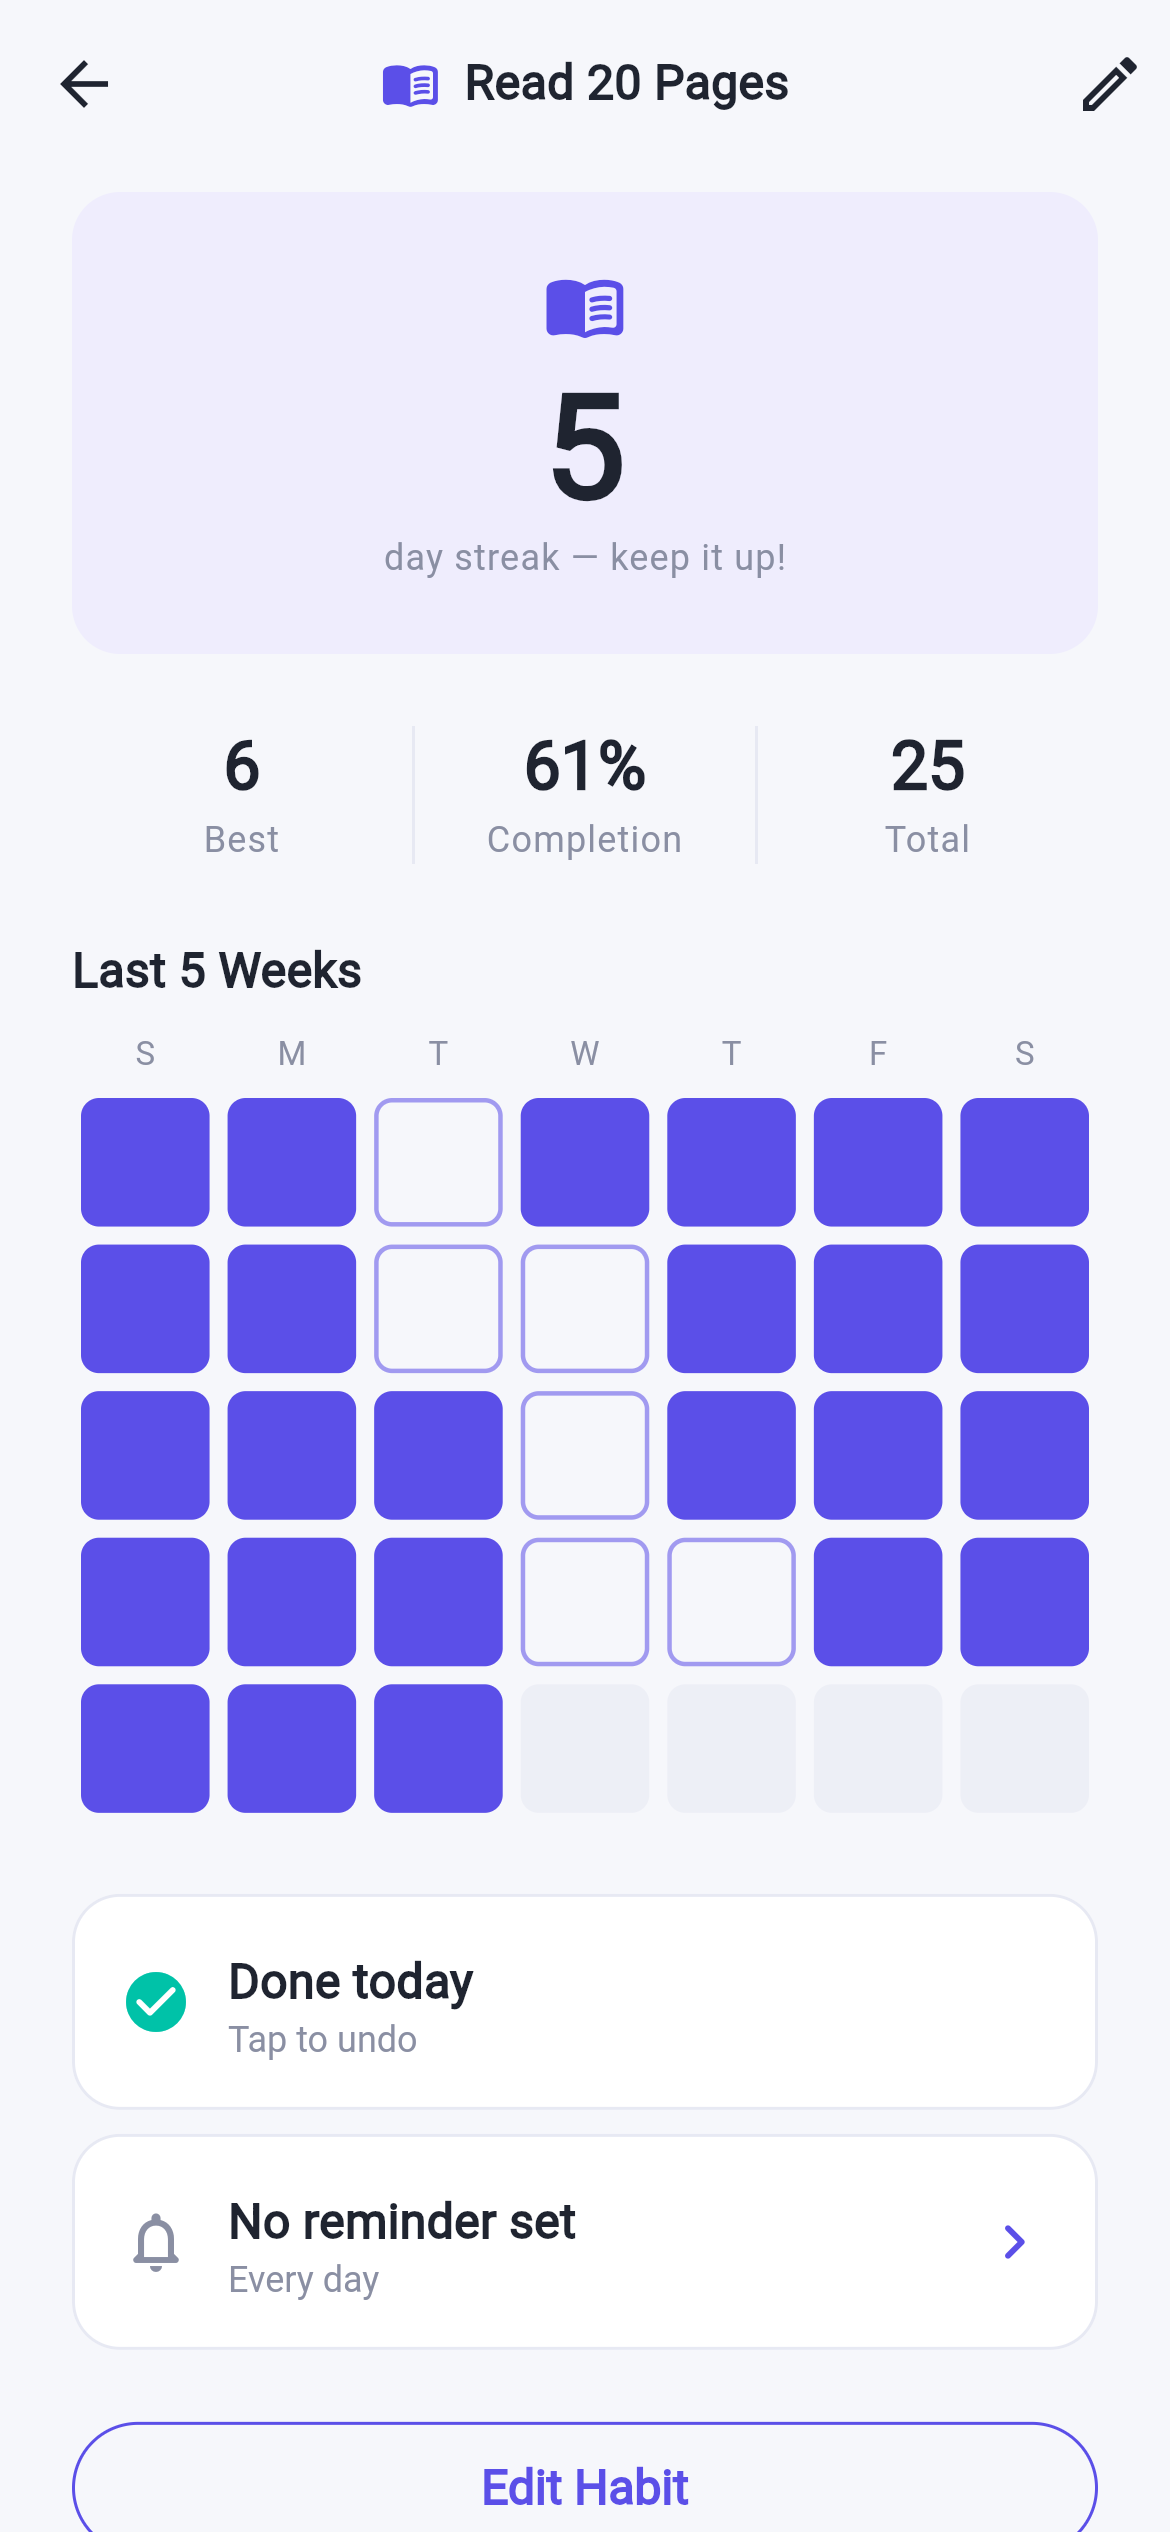 Read 20 Pages
5
day streak — keep it up!
6
61%
25
Best
Completion
Total
Last 5 Weeks
S M T W T F S
Done today
Tap to undo
No reminder set
Every day
Edit Habit